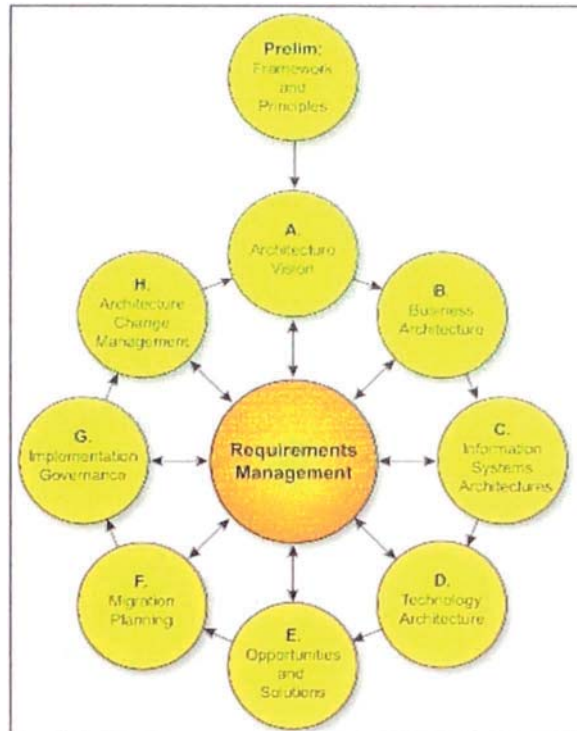 Prelim:
Framework
and
Principles
A.
Architecture
Vision
B.
Business
Architecture
C.
Information
Systems
Architectures
D.
Technology
Architecture
E.
Opportunities
and
Solutions
F.
Migration
Planning
G.
Implementation
Governance
H.
Architecture
Change
Management
Requirements
Management